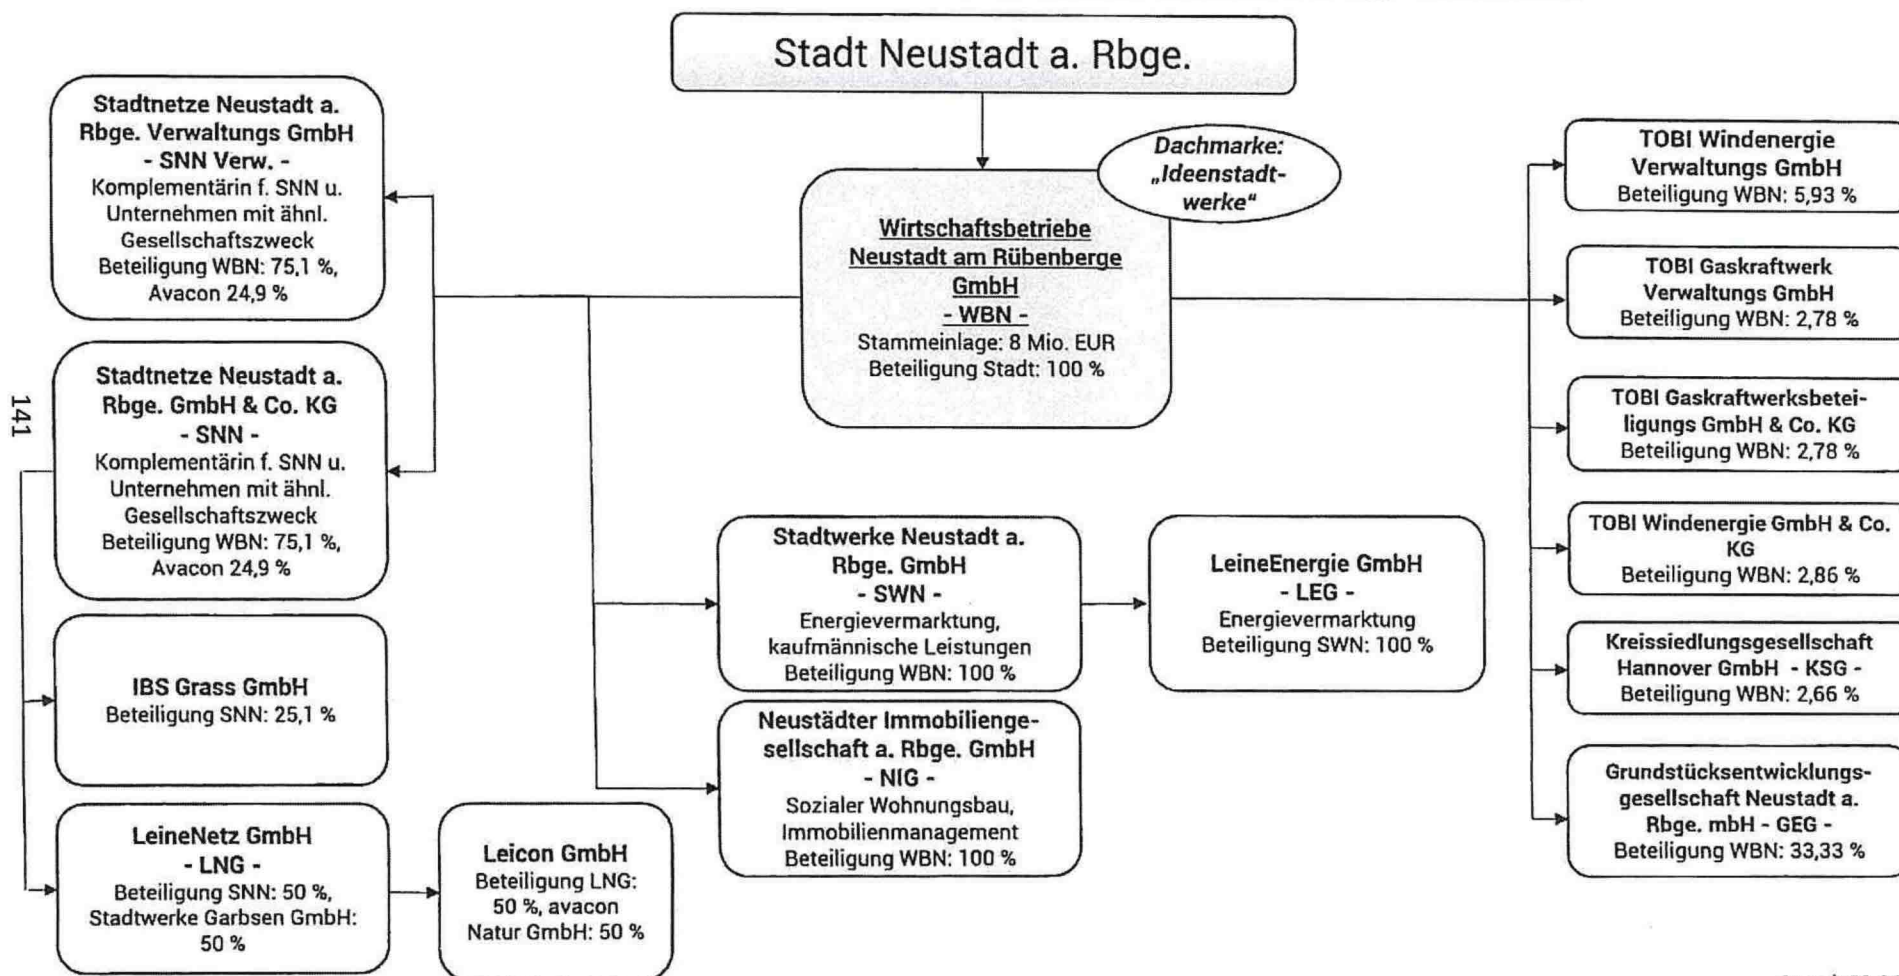 Stadt Neustadt a. Rbge.
Dachmarke:
„Ideenstadt-
werke“
Wirtschaftsbetriebe
Neustadt am Rübenberge
GmbH
- WBN -
Stammeinlage: 8 Mio. EUR
Beteiligung Stadt: 100 %
Stadtnetze Neustadt a.
Rbge. Verwaltungs GmbH
- SNN Verw. -
Komplementärin f. SNN u.
Unternehmen mit ähnl.
Gesellschaftszweck
Beteiligung WBN: 75,1 %,
Avacon 24,9 %
Stadtnetze Neustadt a.
Rbge. GmbH & Co. KG
- SNN -
Komplementärin f. SNN u.
Unternehmen mit ähnl.
Gesellschaftszweck
Beteiligung WBN: 75,1 %,
Avacon 24,9 %
141
IBS Grass GmbH
Beteiligung SNN: 25,1 %
LeineNetz GmbH
- LNG -
Beteiligung SNN: 50 %,
Stadtwerke Garbsen GmbH:
50 %
Leicon GmbH
Beteiligung LNG:
50 %, avacon
Natur GmbH: 50 %
Stadtwerke Neustadt a.
Rbge. GmbH
- SWN -
Energievermarktung,
kaufmännische Leistungen
Beteiligung WBN: 100 %
Neustädter Immobilienge-
sellschaft a. Rbge. GmbH
- NIG -
Sozialer Wohnungsbau,
Immobilienmanagement
Beteiligung WBN: 100 %
LeineEnergie GmbH
- LEG -
Energievermarktung
Beteiligung SWN: 100 %
TOBI Windenergie
Verwaltungs GmbH
Beteiligung WBN: 5,93 %
TOBI Gaskraftwerk
Verwaltungs GmbH
Beteiligung WBN: 2,78 %
TOBI Gaskraftwerksbetei-
ligungs GmbH & Co. KG
Beteiligung WBN: 2,78 %
TOBI Windenergie GmbH & Co.
KG
Beteiligung WBN: 2,86 %
Kreissiedlungsgesellschaft
Hannover GmbH - KSG -
Beteiligung WBN: 2,66 %
Grundstücksentwicklungs-
gesellschaft Neustadt a.
Rbge. mbH - GEG -
Beteiligung WBN: 33,33 %